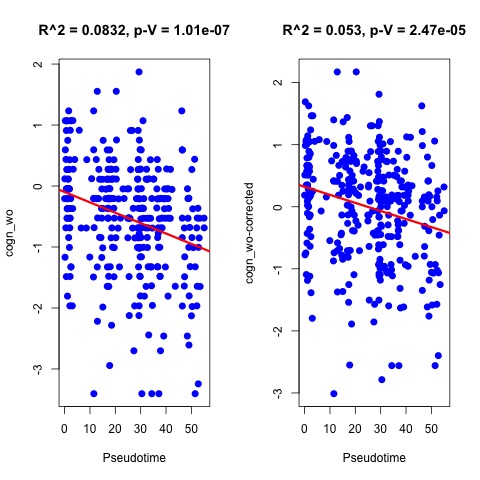 R^2 = 0.0832, p-V = 1.01e-07
R^2 = 0.053, p-V = 2.47e-05
cogn_wo
2
1
0
-1
-2
-3
0 10 20 30 40 50
Pseudotime
cogn_wo-corrected
2
1
0
-1
-2
-3
0 10 20 30 40 50
Pseudotime